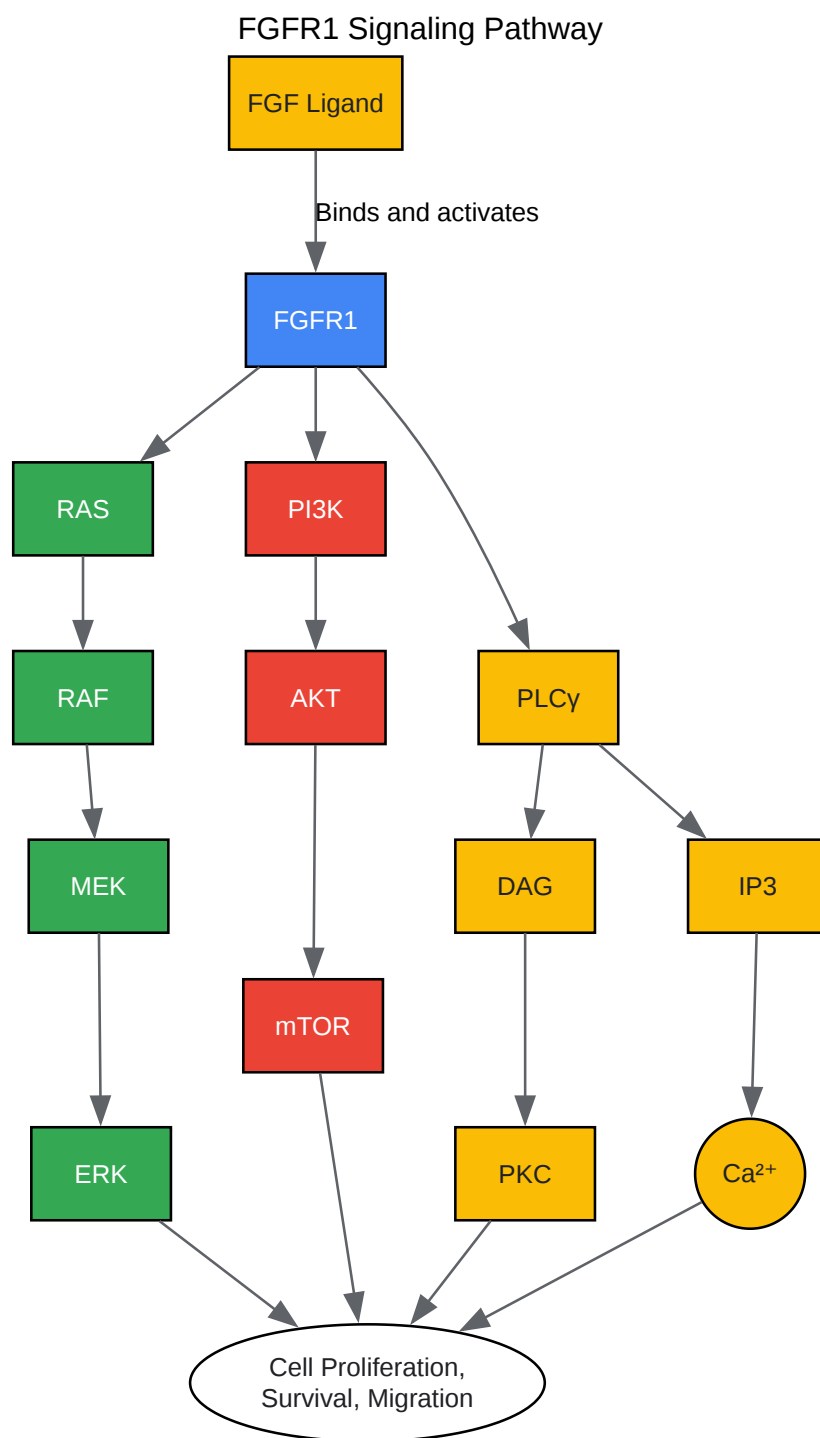 FGFR1 Signaling Pathway
FGF Ligand
Binds and activates
FGFR1
RAS
PI3K
RAF
AKT
PLCγ
MEK
DAG
IP3
mTOR
ERK
PKC
Ca²⁺
Cell Proliferation,
Survival, Migration